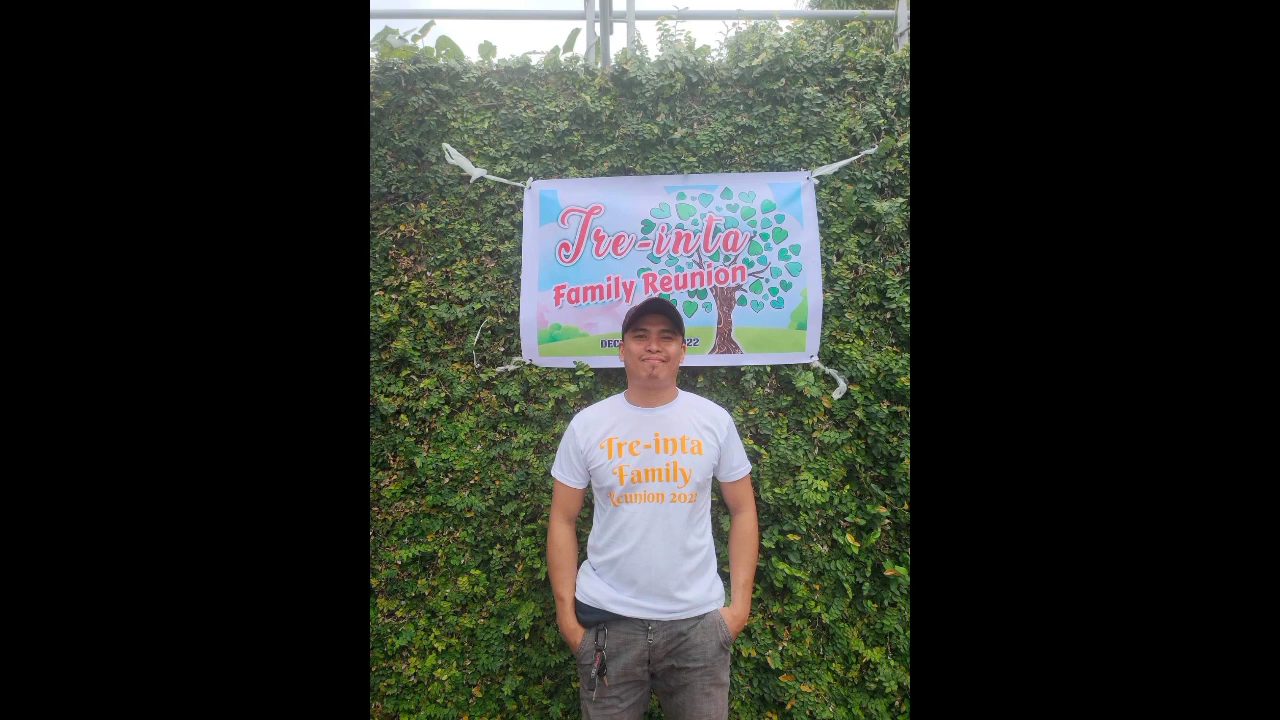 Tre-inta
Family Reunion
Tre-inta
Family
Reunion 2022